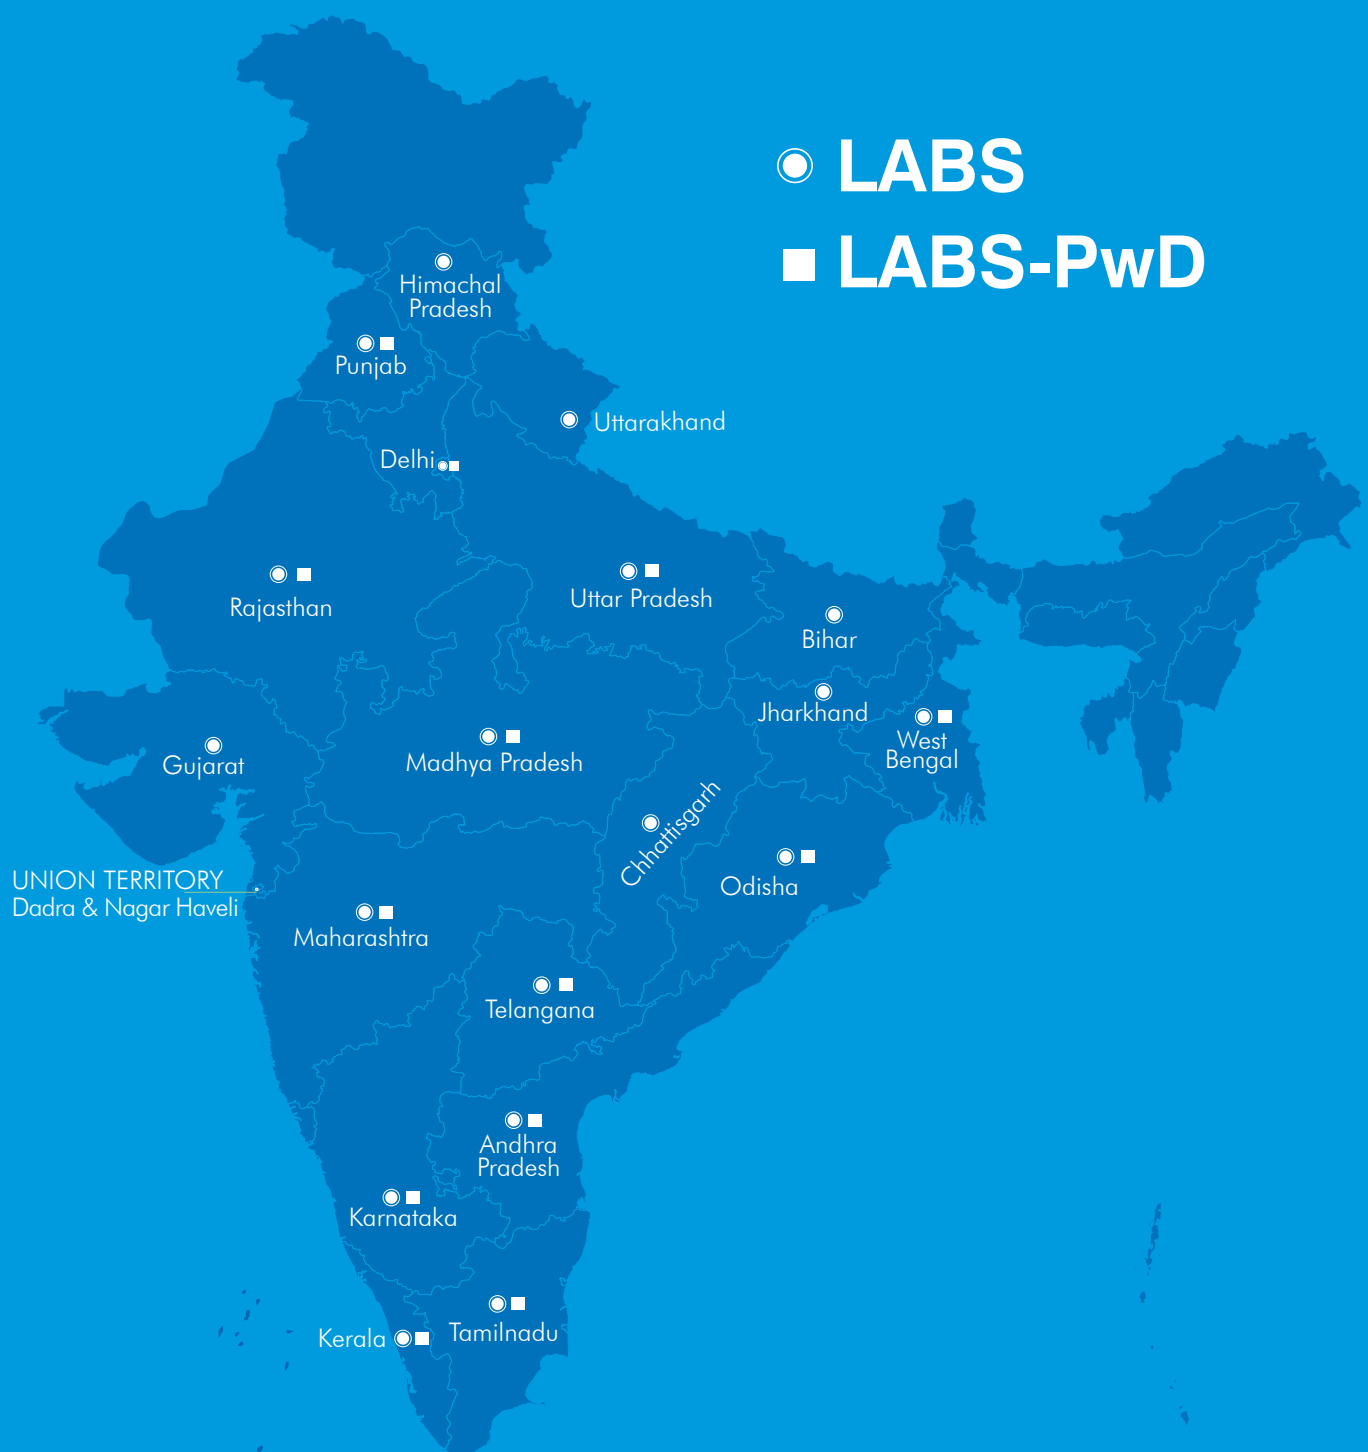 LABS
LABS-PwD
Himachal
Pradesh
Punjab
Uttarakhand
Delhi
Rajasthan
Uttar Pradesh
Bihar
Jharkhand
West
Bengal
Gujarat
Madhya Pradesh
Chhattisgarh
Odisha
UNION TERRITORY
Dadra & Nagar Haveli
Maharashtra
Telangana
Andhra
Pradesh
Karnataka
Kerala
Tamilnadu